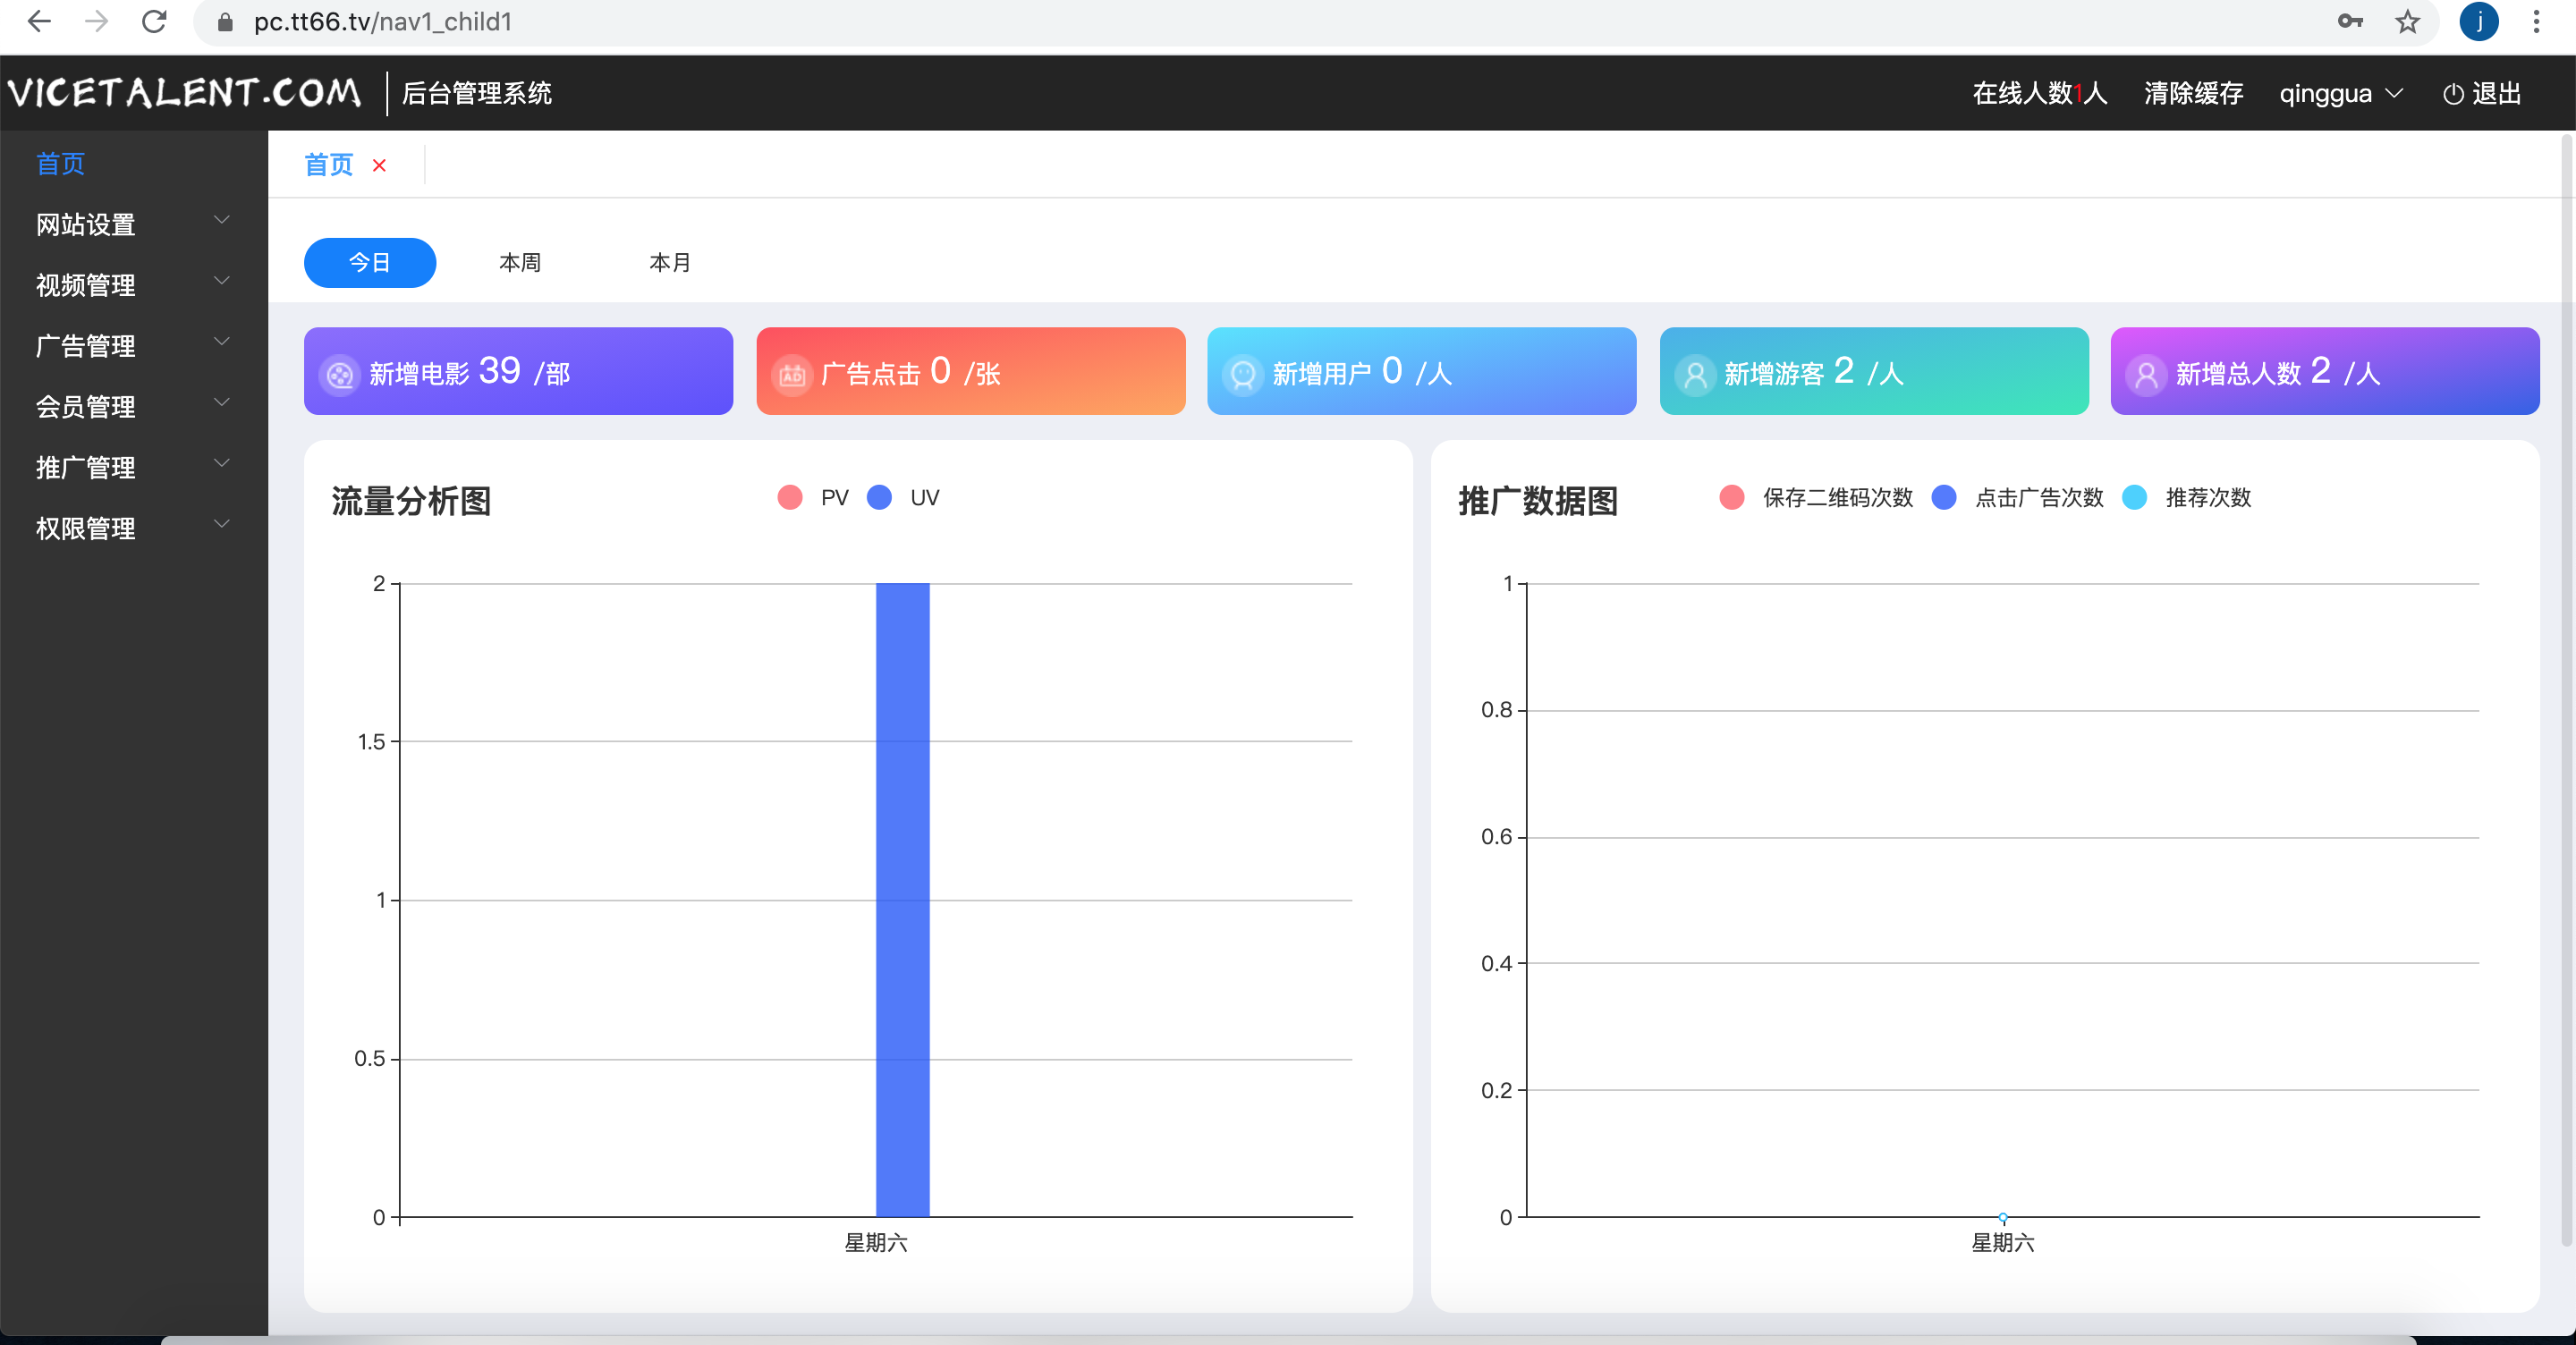 pc.tt66.tv/nav1_child1
j
VICETALENT.COM 后台管理系统 在线人数1人 清除缓存 qinggua 退出
首页
网站设置
视频管理
广告管理
会员管理
推广管理
权限管理
首页
今日 本周 本月
新增电影 39 /部
AD 广告点击 0 /张
新增用户 0 /人
新增游客 2 /人
新增总人数 2 /人
流量分析图 PV UV
2
1.5
1
0.5
0
星期六
推广数据图 保存二维码次数 点击广告次数 推荐次数
1
0.8
0.6
0.4
0.2
0
星期六